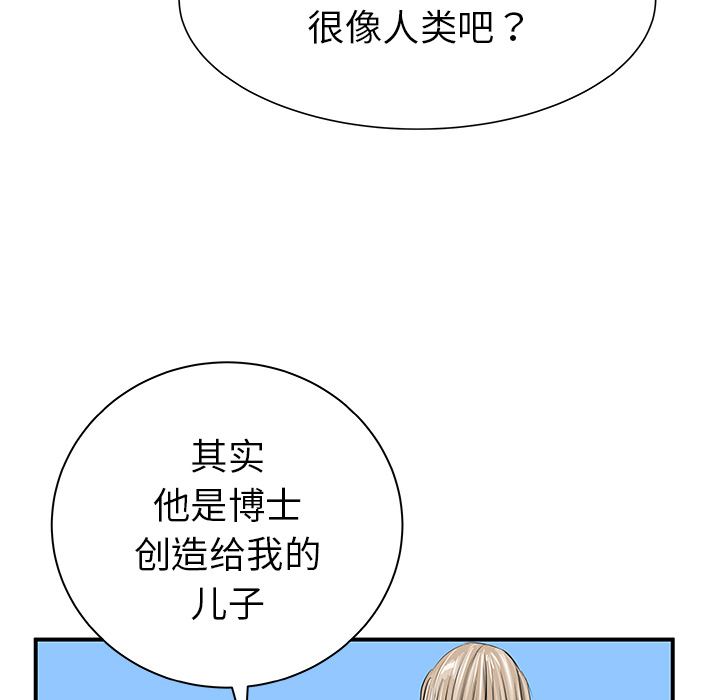 很像人类吧？
其实
他是博士
创造给我的
儿子